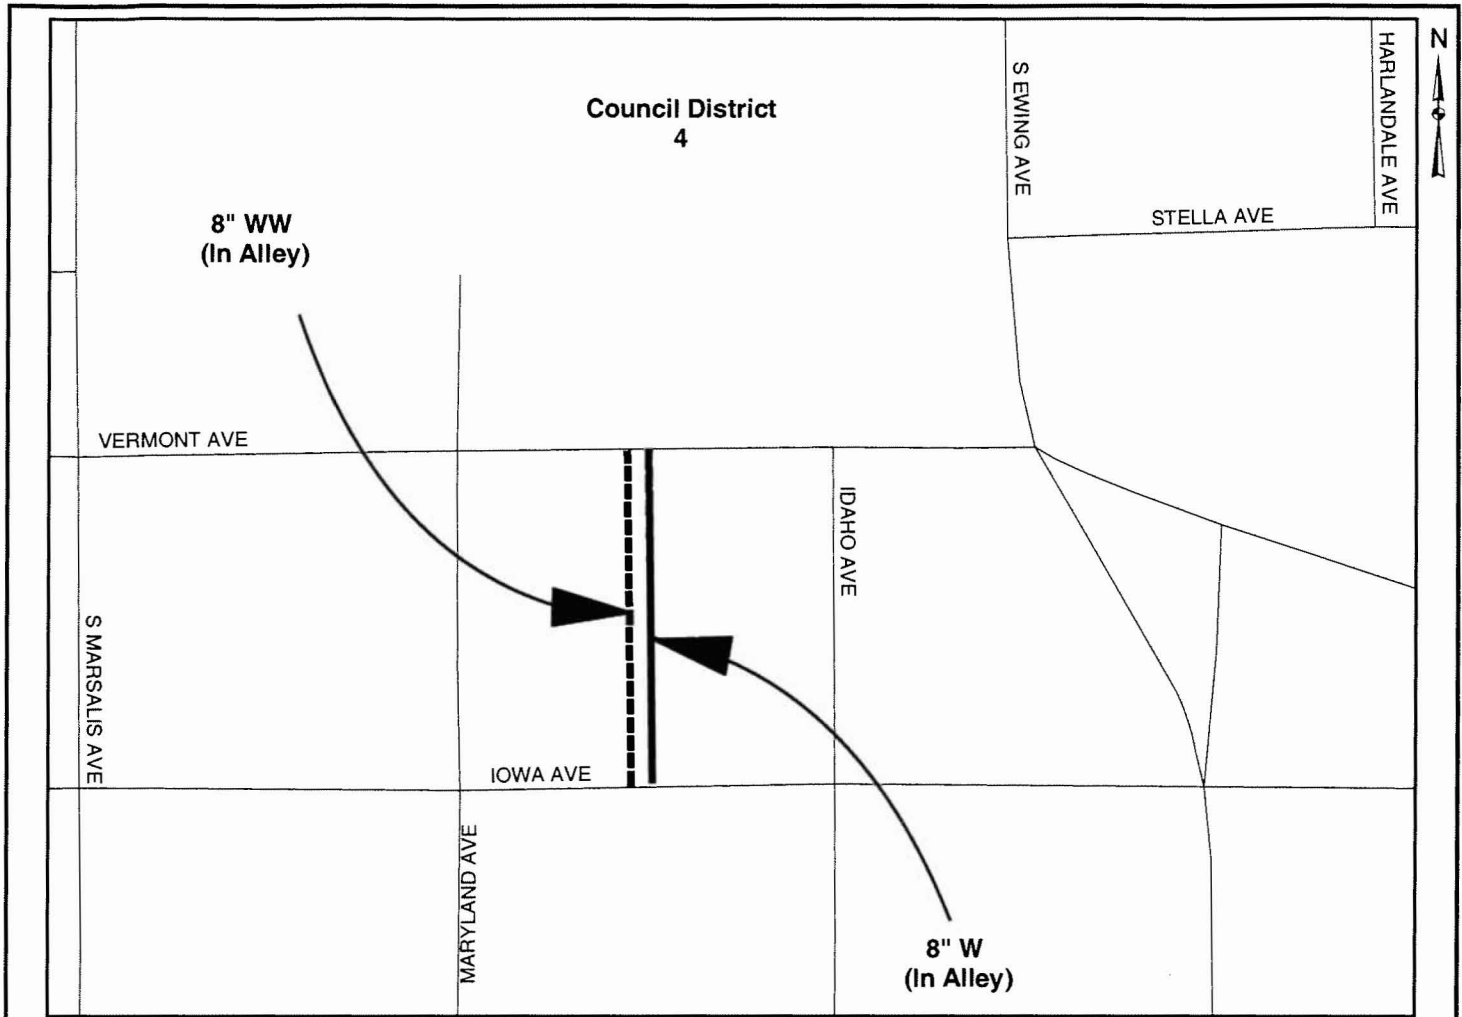 N
HARLANDALE AVE
S EWING AVE
Council District
4
STELLA AVE
8" WW
(In Alley)
VERMONT AVE
IDAHO AVE
S MARSALIS AVE
IOWA AVE
MARYLAND AVE
8" W
(In Alley)